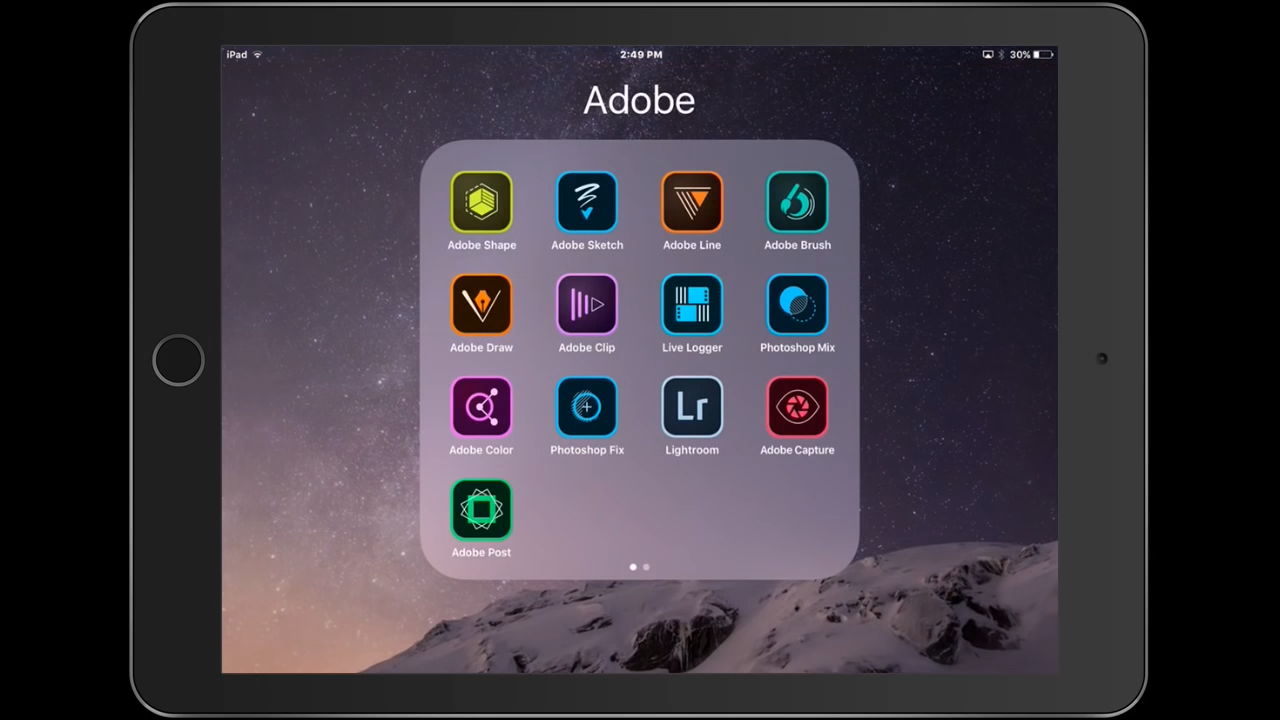 iPad 2:49 PM 30%
Adobe
Adobe Shape Adobe Sketch Adobe Line Adobe Brush
Adobe Draw Adobe Clip Live Logger Photoshop Mix
Lr
Adobe Color Photoshop Fix Lightroom Adobe Capture
Adobe Post